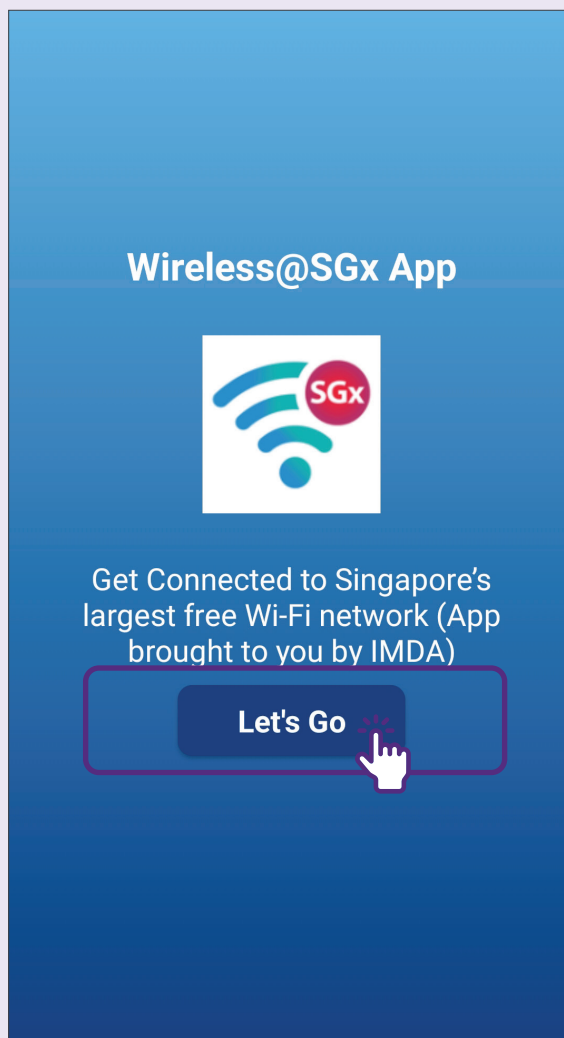 Wireless@SGx App
SGx
Get Connected to Singapore's
largest free Wi-Fi network (App
brought to you by IMDA)
Let's Go